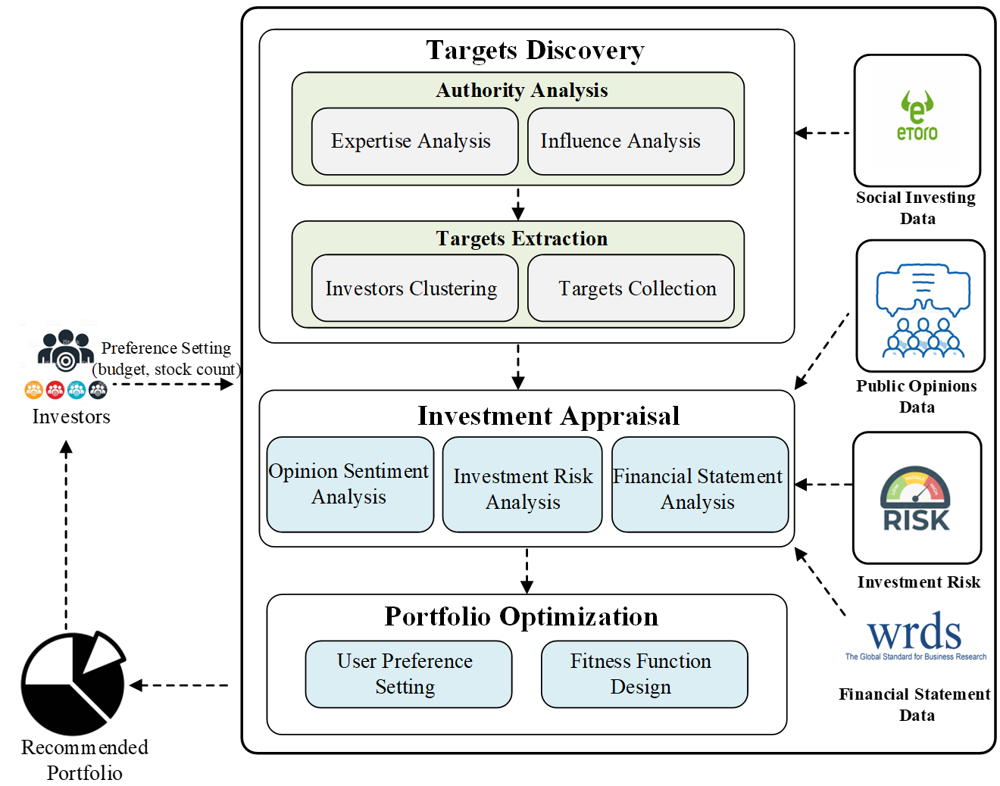 Targets Discovery
Authority Analysis
Expertise Analysis
Influence Analysis
Targets Extraction
Investors Clustering
Targets Collection
eTORO
Social Investing
Data
Public Opinions
Data
Preference Setting
(budget, stock count)
Investors
Investment Appraisal
Opinion Sentiment
Analysis
Investment Risk
Analysis
Financial Statement
Analysis
LOW
MIDDLE
HIGH
RISK
Investment Risk
Portfolio Optimization
User Preference
Setting
Fitness Function
Design
wrds
The Global Standard for Business Research
Financial Statement
Data
Recommended
Portfolio